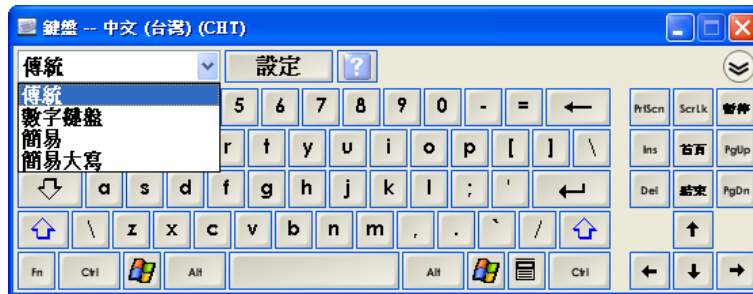 鍵盤 -- 中文 (台灣) (CHT)
傳統 設定 ?
傳統
數字鍵盤
簡易
簡易大寫
5 6 7 8 9 0 - = PrtScn ScrLk 暫停
r t y u i o p [ ] \ Ins 首頁 PgUp
a s d f g h j k l ; ' Del 結束 PgDn
\ z x c v b n m , . ` /
Fn Ctrl Alt Alt Ctrl